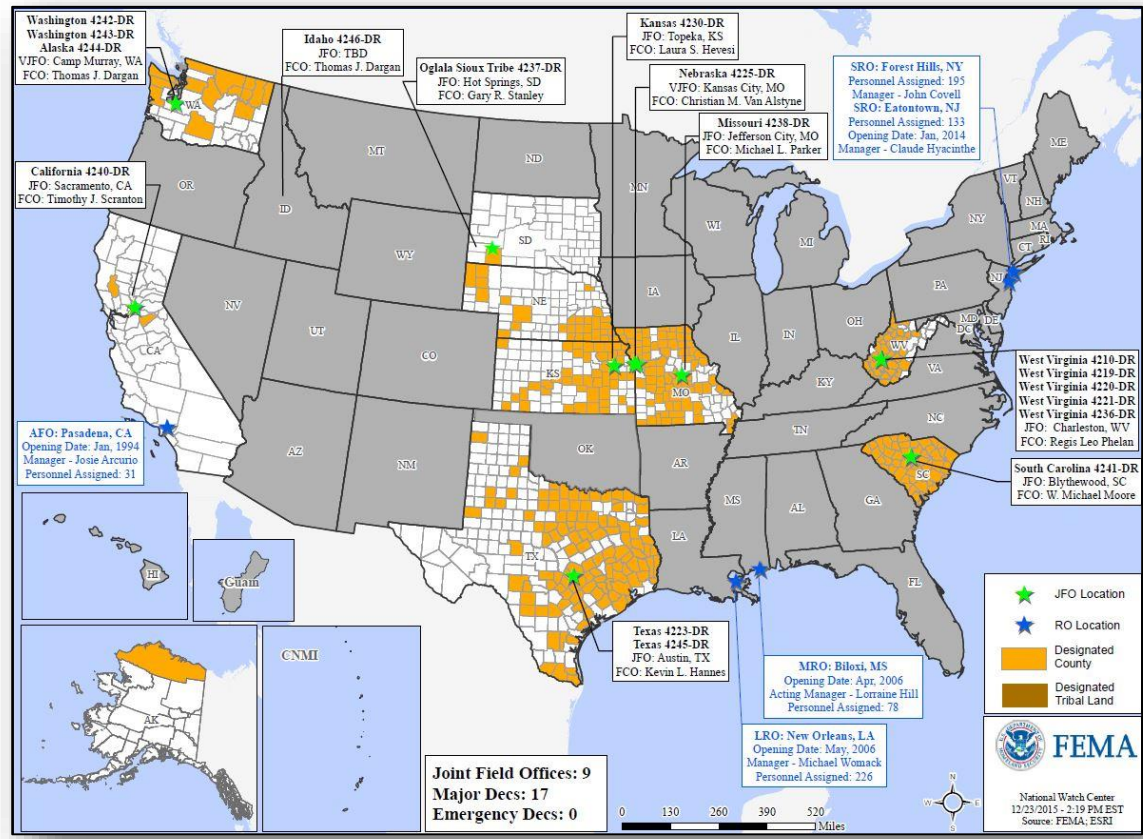 Washington 4242-DR
Washington 4243-DR
Alaska 4244-DR
VJFO: Camp Murray, WA
FCO: Thomas J. Dargan
Idaho 4246-DR
JFO: TBD
FCO: Thomas J. Dargan
Oglala Sioux Tribe 4237-DR
JFO: Hot Springs, SD
FCO: Gary R. Stanley
Kansas 4230-DR
JFO: Topeka, KS
FCO: Laura S. Hevesi
Nebraska 4225-DR
VJFO: Kansas City, MO
FCO: Christian M. Van Alstyne
Missouri 4238-DR
JFO: Jefferson City, MO
FCO: Michael L. Parker
SRO: Forest Hills, NY
Personnel Assigned: 195
Manager - John Covell
SRO: Eatontown, NJ
Personnel Assigned: 133
Opening Date: Jan, 2014
Manager - Claude Hyacinthe
California 4240-DR
JFO: Sacramento, CA
FCO: Timothy J. Scranton
WA
OR
ID
MT
ND
SD
MN
WI
MI
WY
NE
IA
NV
UT
CO
KS
MO
IL
IN
OH
KY
WV
VA
PA
NY
NJ
MD
DC
DE
CT
RI
MA
NH
VT
ME
CA
AZ
NM
OK
AR
TN
NC
SC
MS
AL
GA
LA
TX
FL
West Virginia 4210-DR
West Virginia 4219-DR
West Virginia 4220-DR
West Virginia 4221-DR
West Virginia 4236-DR
JFO: Charleston, WV
FCO: Regis Leo Phelan
South Carolina 4241-DR
JFO: Blythewood, SC
FCO: W. Michael Moore
AFO: Pasadena, CA
Opening Date: Jan, 1994
Manager - Josie Arcurio
Personnel Assigned: 31
HI
Guam
AK
CNMI
Texas 4223-DR
Texas 4245-DR
JFO: Austin, TX
FCO: Kevin L. Hannes
MRO: Biloxi, MS
Opening Date: Apr, 2006
Acting Manager - Lorraine Hill
Personnel Assigned: 78
LRO: New Orleans, LA
Opening Date: May, 2006
Manager - Michael Womack
Personnel Assigned: 226
Joint Field Offices: 9
Major Decs: 17
Emergency Decs: 0
0 130 260 390 520
Miles
N
W E
S
JFO Location
RO Location
Designated
County
Designated
Tribal Land
FEMA
National Watch Center
12/23/2015 - 2:19 PM EST
Source: FEMA; ESRI